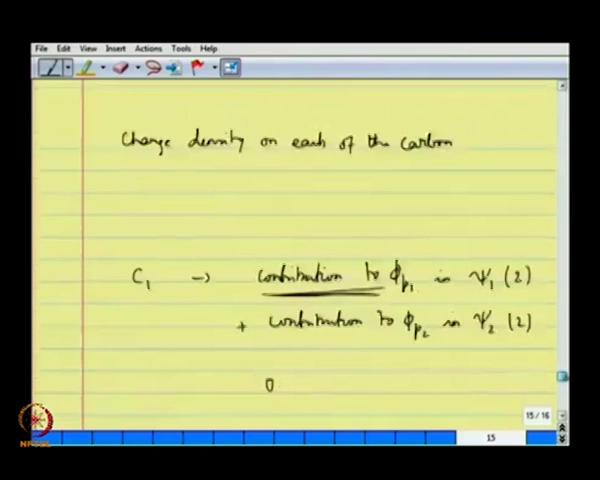 File Edit View Insert Actions Tools Help
Charge density on each of the carbon
C₁ → contribution to ϕp₁ in ψ₁ (2)
+ contribution to ϕp₂ in ψ₂ (2)
0
15 / 16
NPTEL
15